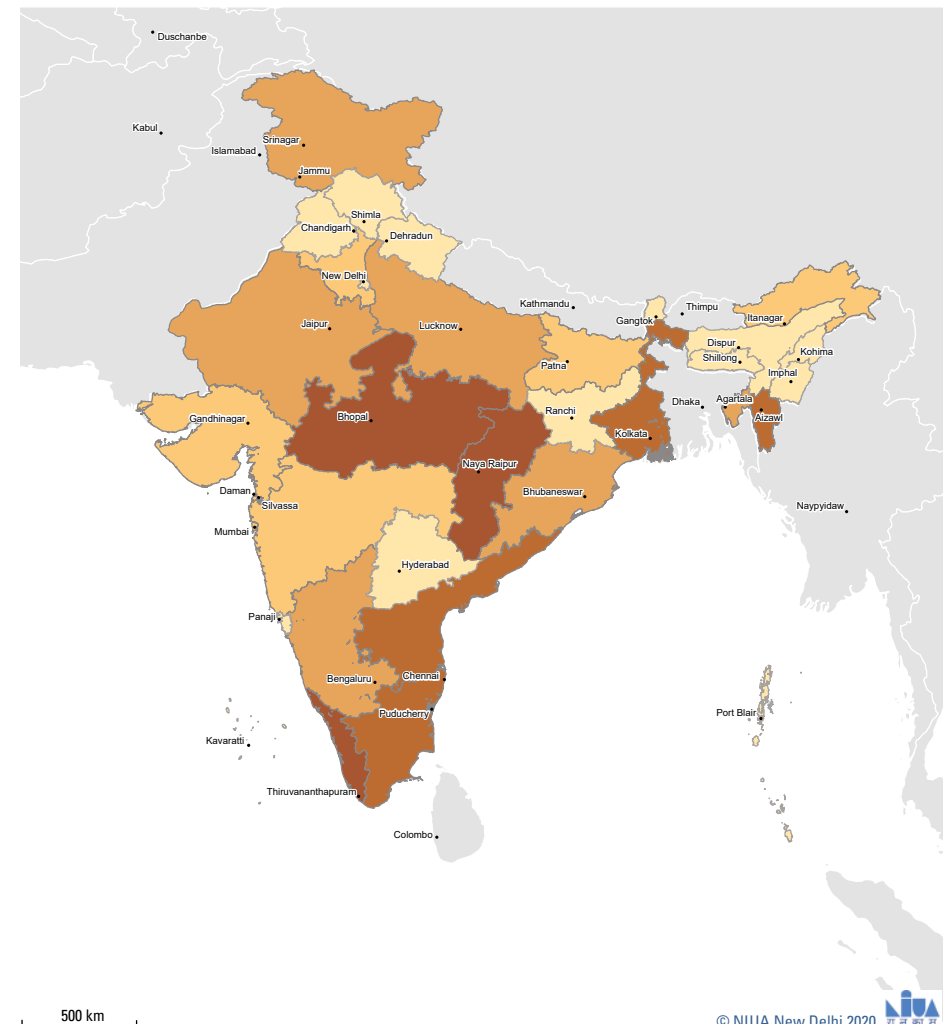 Duschanbe
Kabul
Srinagar
Islamabad
Jammu
Shimla
Chandigarh
Dehradun
New Delhi
Kathmandu
Thimpu
Gangtok
Itanagar
Jaipur
Lucknow
Dispur
Kohima
Shillong
Patna
Imphal
Agartala
Dhaka
Ranchi
Aizawl
Bhopal
Gandhinagar
Kolkata
Naya Raipur
Daman
Bhubaneswar
Silvassa
Naypyidaw
Mumbai
Hyderabad
Panaji
Bengaluru
Chennai
Puducherry
Port Blair
Kavaratti
Thiruvananthapuram
Colombo
500 km
© NIUA New Delhi 2020
NIUA